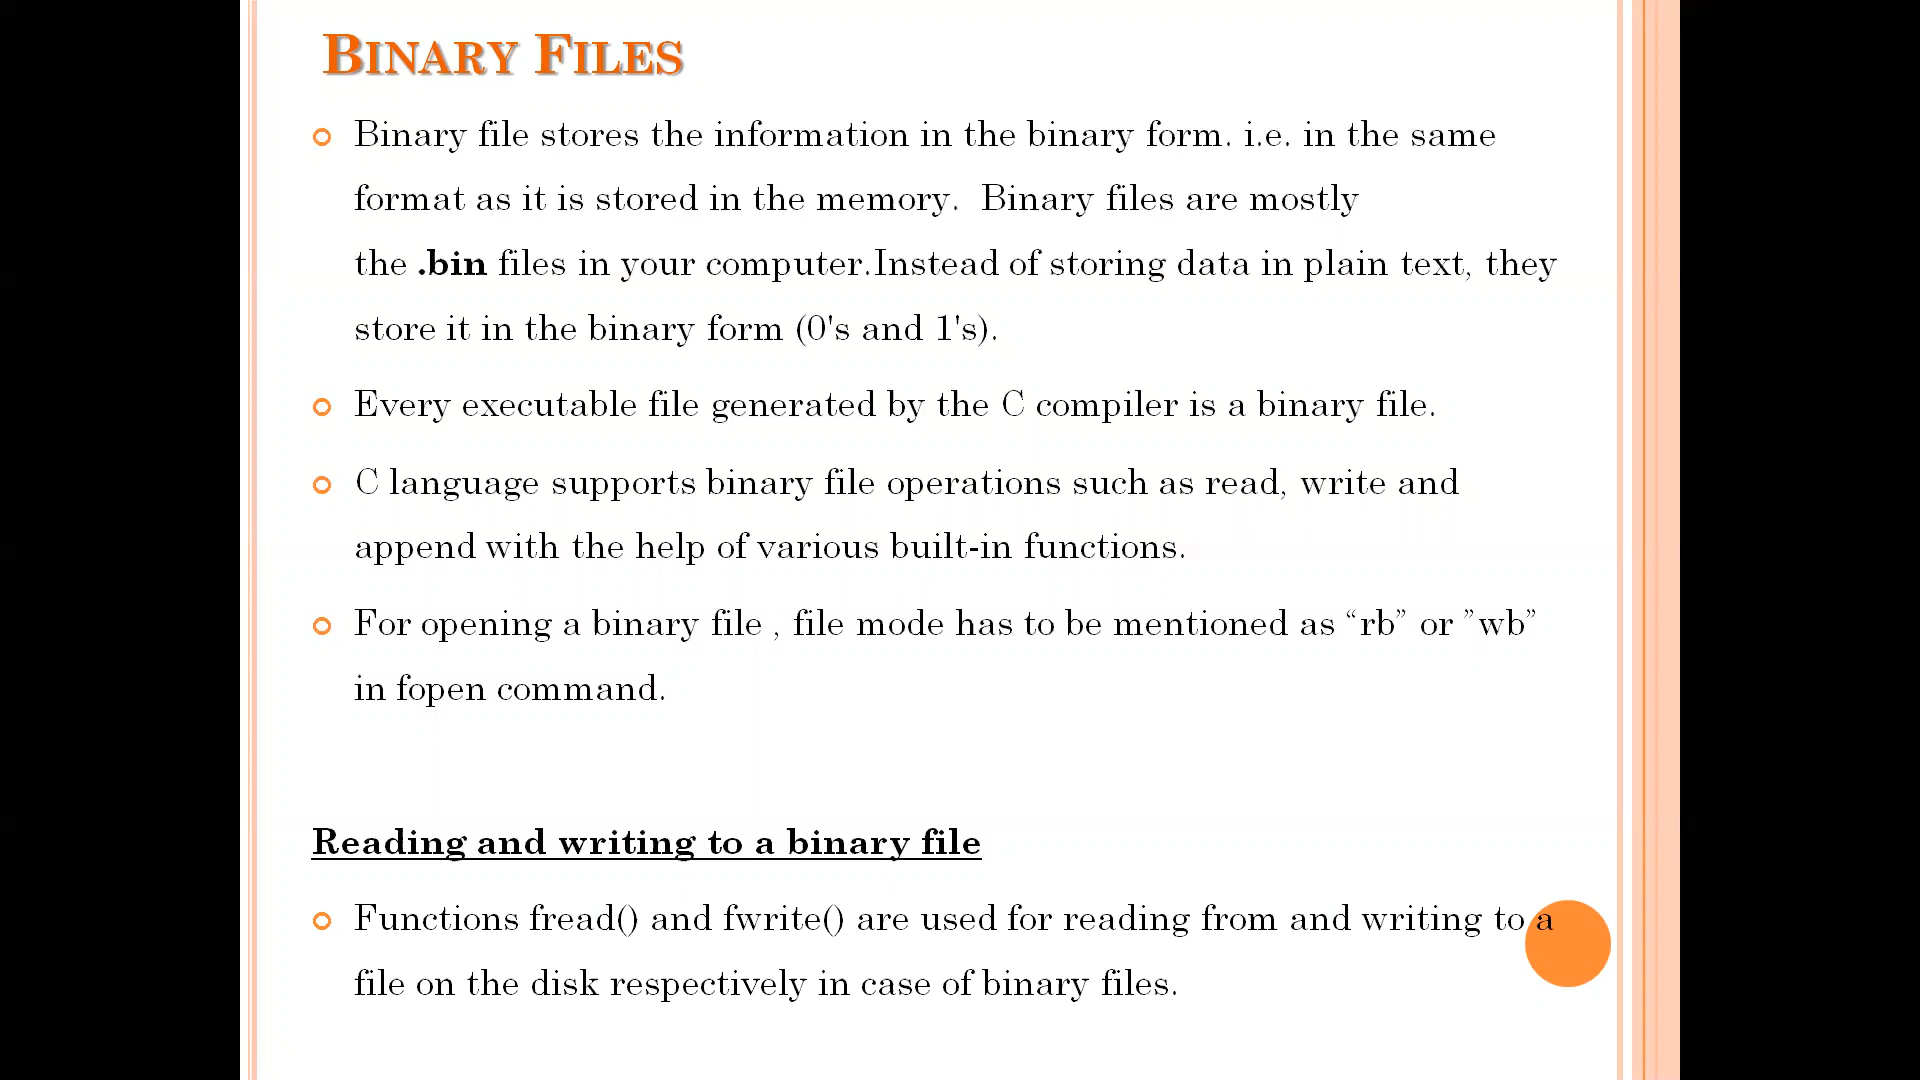 BINARY FILES
Binary file stores the information in the binary form. i.e. in the same
format as it is stored in the memory.  Binary files are mostly
the .bin files in your computer.Instead of storing data in plain text, they
store it in the binary form (0's and 1's).
Every executable file generated by the C compiler is a binary file.
C language supports binary file operations such as read, write and
append with the help of various built-in functions.
For opening a binary file , file mode has to be mentioned as “rb” or ”wb”
in fopen command.
Reading and writing to a binary file
Functions fread() and fwrite() are used for reading from and writing to a
file on the disk respectively in case of binary files.